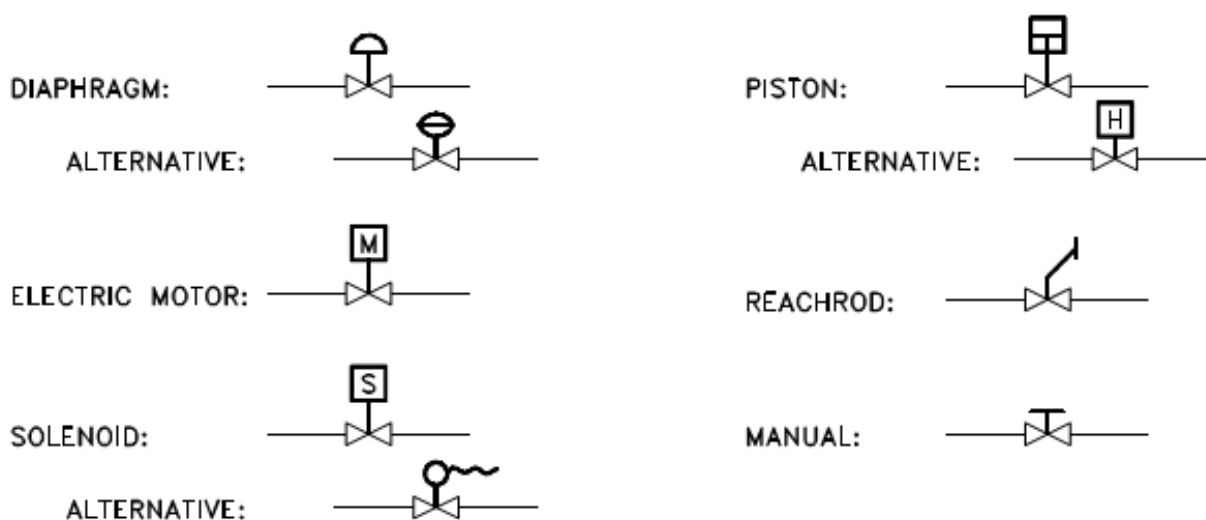 DIAPHRAGM:
ALTERNATIVE:
M
ELECTRIC MOTOR:
S
SOLENOID:
ALTERNATIVE:
PISTON:
H
ALTERNATIVE:
REACHROD:
MANUAL: